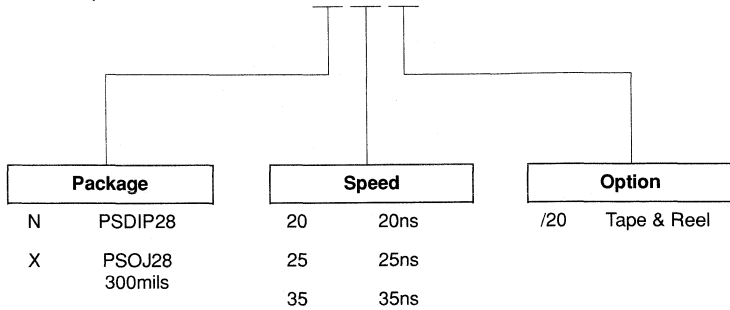 Package Speed Option
N PSDIP28 20 20ns /20 Tape & Reel
X PSOJ28 25 25ns
300mils
35 35ns